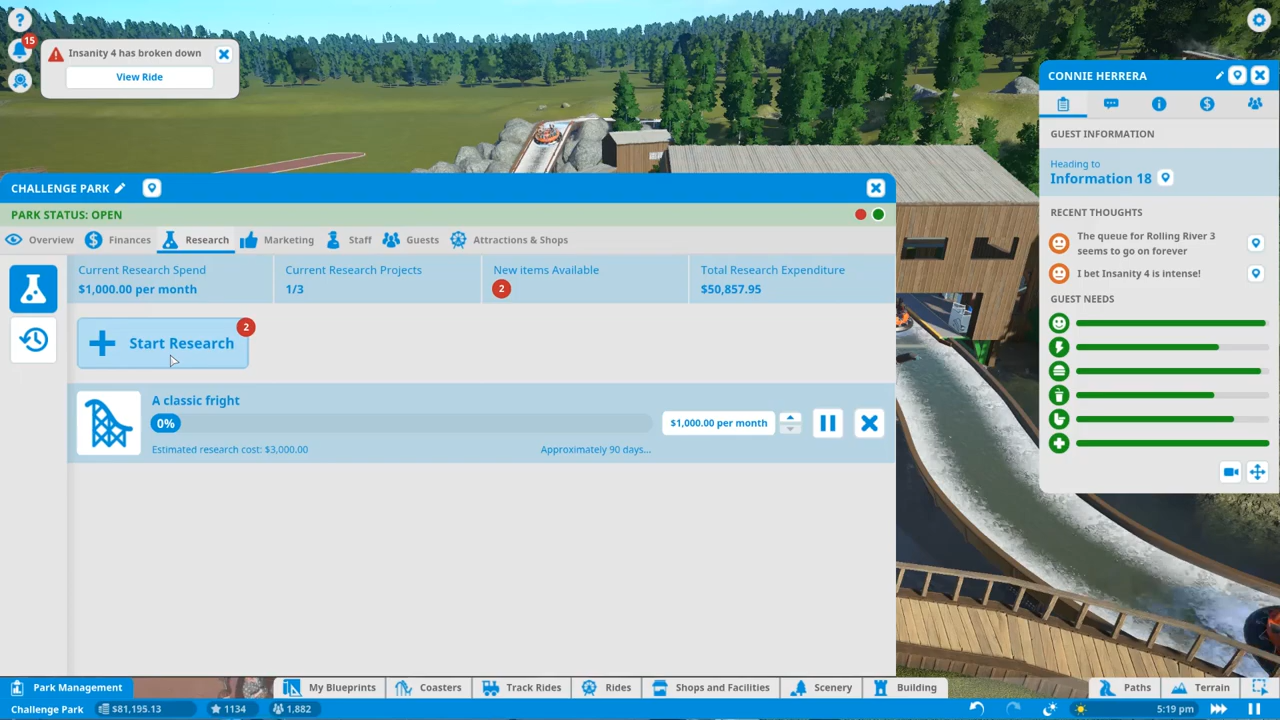 ?
15
Insanity 4 has broken down
View Ride
CHALLENGE PARK
PARK STATUS: OPEN
Overview
Finances
Research
Marketing
Staff
Guests
Attractions & Shops
Current Research Spend
$1,000.00 per month
Current Research Projects
1/3
New items Available
2
Total Research Expenditure
$50,857.95
Start Research
2
A classic fright
0%
$1,000.00 per month
Estimated research cost: $3,000.00
Approximately 90 days...
CONNIE HERRERA
GUEST INFORMATION
Heading to
Information 18
RECENT THOUGHTS
The queue for Rolling River 3
seems to go on forever
I bet Insanity 4 is intense!
GUEST NEEDS
Park Management
My Blueprints
Coasters
Track Rides
Rides
Shops and Facilities
Scenery
Building
Paths
Terrain
Challenge Park
$81,195.13
1134
1,882
5:19 pm